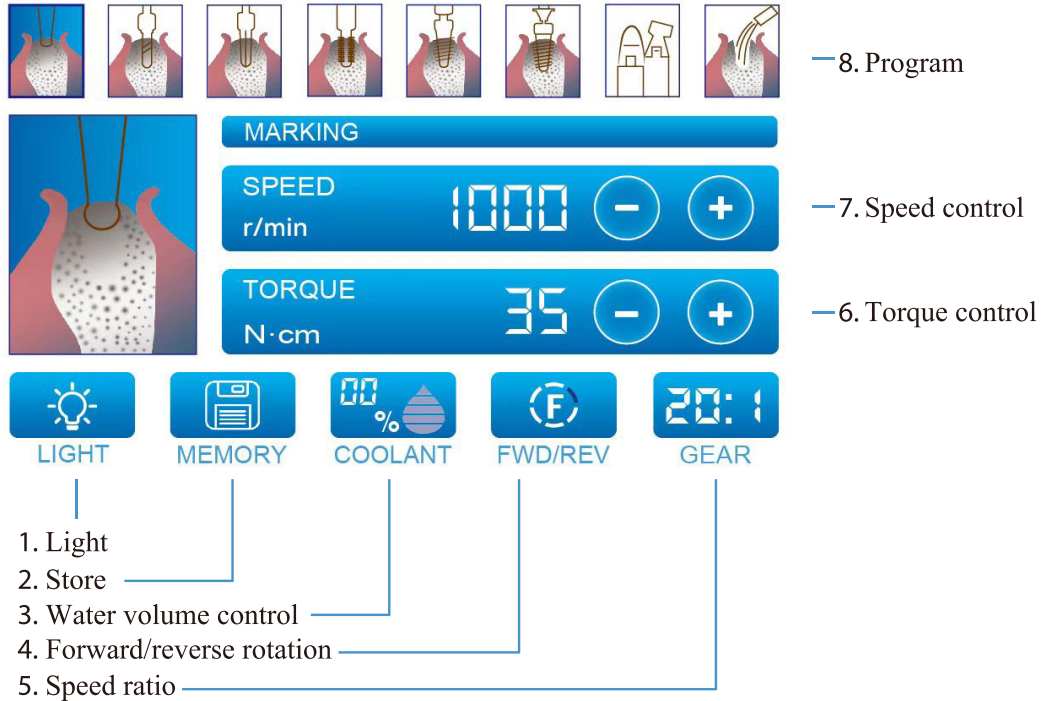 8. Program
MARKING
SPEED
r/min
1000
7. Speed control
TORQUE
N·cm
35
6. Torque control
00
%
F
20:1
LIGHT
MEMORY
COOLANT
FWD/REV
GEAR
1. Light
2. Store
3. Water volume control
4. Forward/reverse rotation
5. Speed ratio